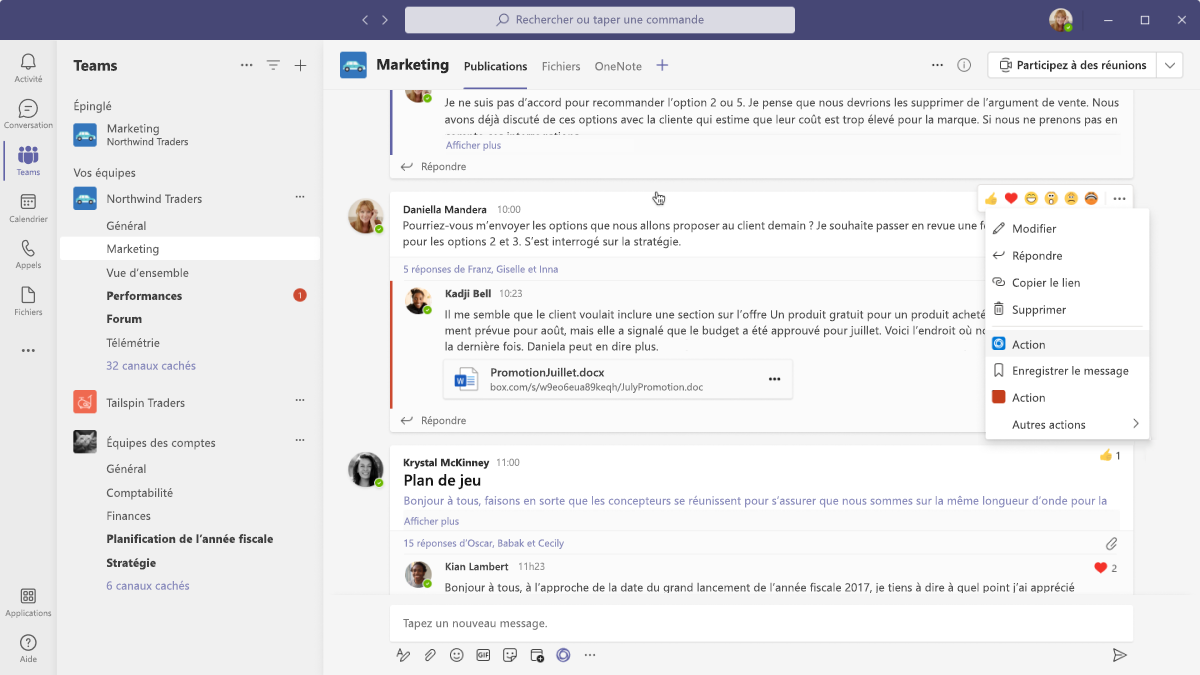 Rechercher ou taper une commande
Activité
Conversation
Teams
Calendrier
Appels
Fichiers
Applications
Aide
Teams
Épinglé
Marketing
Northwind Traders
Vos équipes
Northwind Traders
Général
Marketing
Vue d’ensemble
Performances
1
Forum
Télémétrie
32 canaux cachés
Tailspin Traders
Équipes des comptes
Général
Comptabilité
Finances
Planification de l’année fiscale
Stratégie
6 canaux cachés
Marketing
Publications
Fichiers
OneNote
Participez à des réunions
Je ne suis pas d’accord pour recommander l’option 2 ou 5. Je pense que nous devrions les supprimer de l’argument de vente. Nous
avons déjà discuté de ces options avec la cliente qui estime que leur coût est trop élevé pour la marque. Si nous ne prenons pas en
Afficher plus
Répondre
Daniella Mandera 10:00
Pourriez-vous m’envoyer les options que nous allons proposer au client demain ? Je souhaite passer en revue une
pour les options 2 et 3. S’est interrogé sur la stratégie.
5 réponses de Franz, Giselle et Inna
Kadji Bell 10:23
Il me semble que le client voulait inclure une section sur l’offre Un produit gratuit pour un produit acheté
ment prévue pour août, mais elle a signalé que le budget a été approuvé pour juillet. Voici l’endroit où
la dernière fois. Daniela peut en dire plus.
PromotionJuillet.docx
box.com/s/w9eo6eua89keqh/JulyPromotion.doc
Répondre
Modifier
Répondre
Copier le lien
Supprimer
Action
Enregistrer le message
Action
Autres actions
Krystal McKinney 11:00
1
Plan de jeu
Bonjour à tous, faisons en sorte que les concepteurs se réunissent pour s’assurer que nous sommes sur la même longueur d’onde pour la
Afficher plus
15 réponses d’Oscar, Babak et Cecily
Kian Lambert 11h23
2
Bonjour à tous, à l’approche de la date du grand lancement de l’année fiscale 2017, je tiens à dire à quel point j’ai apprécié
Tapez un nouveau message.
GIF